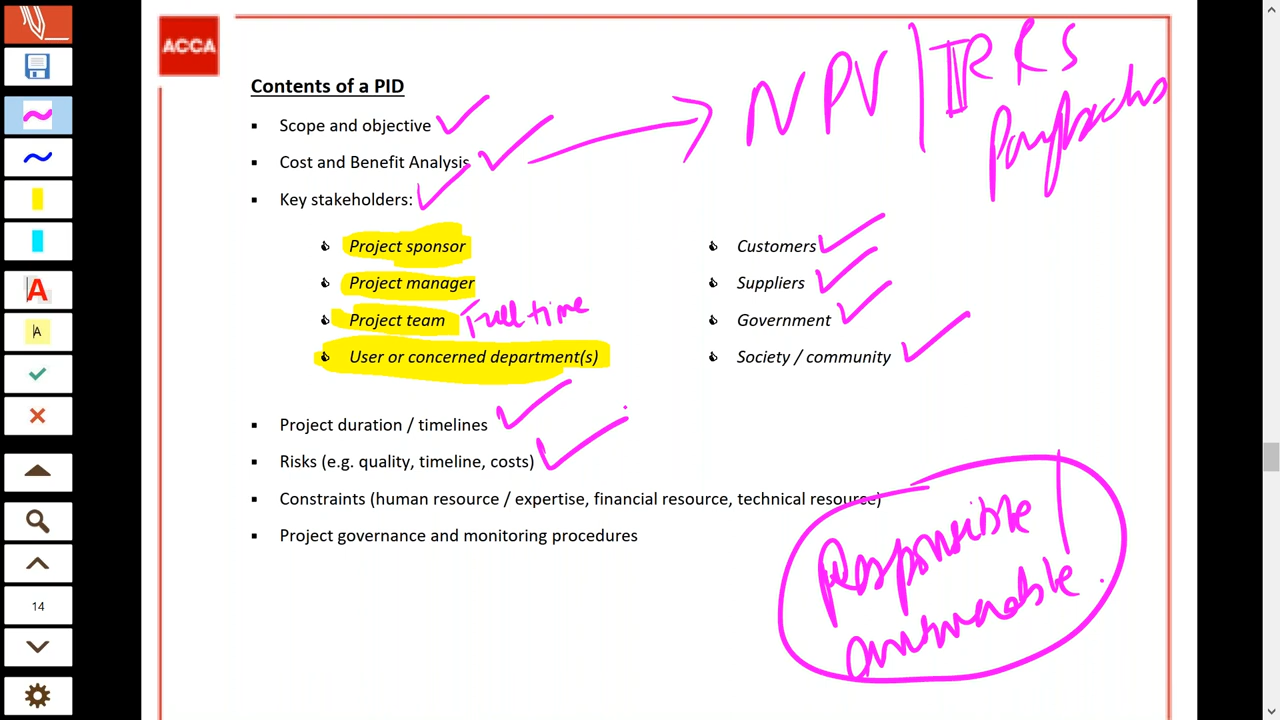 ACCA
Contents of a PID
▪ Scope and objective
▪ Cost and Benefit Analysis
NPV | IRR
Paybacks
▪ Key stakeholders:
Project sponsor
Project manager
Project team Full time
User or concerned department(s)
Customers
Suppliers
Government
Society / community
▪ Project duration / timelines
▪ Risks (e.g. quality, timeline, costs)
▪ Constraints (human resource / expertise, financial resource, technical resource)
▪ Project governance and monitoring procedures
Responsible
A
A
14